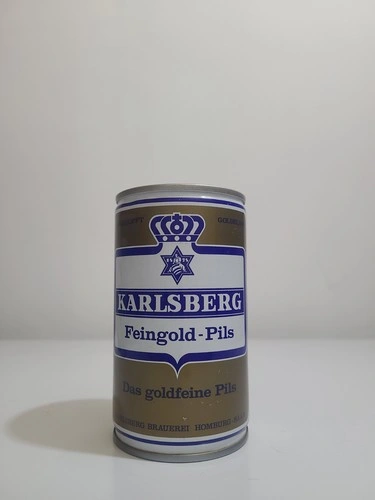 KARLSBERG
Feingold-Pils
Das goldfeine Pils
BRAUEREI HOMBURG